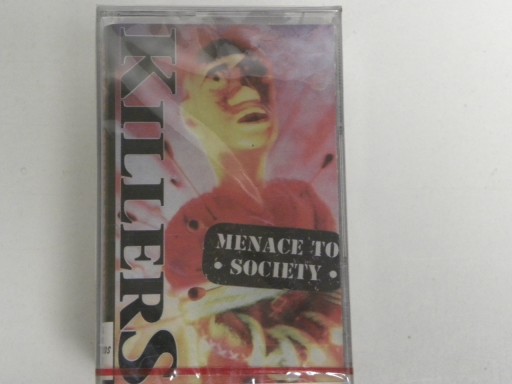 KILLERS
MENACE TO
• SOCIETY •